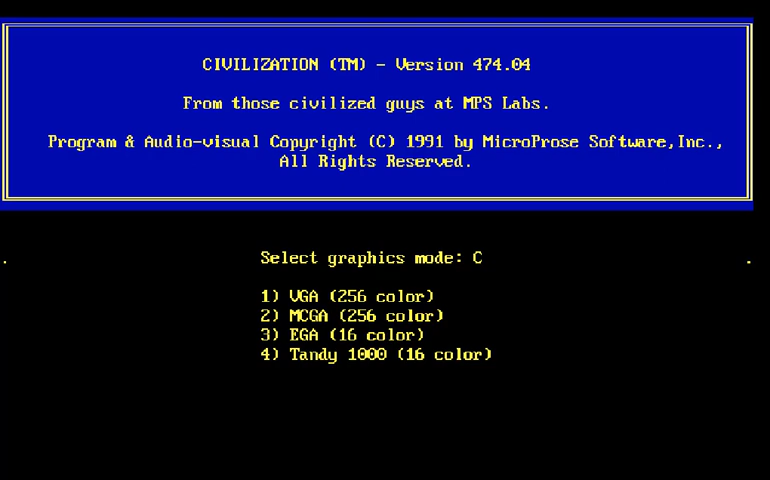 CIVILIZATION (TM) - Version 474.04
From those civilized guys at MPS Labs.
Program & Audio-visual Copyright (C) 1991 by MicroProse Software,Inc.,
All Rights Reserved.
. Select graphics mode: C .
1) VGA (256 color)
2) MCGA (256 color)
3) EGA (16 color)
4) Tandy 1000 (16 color)